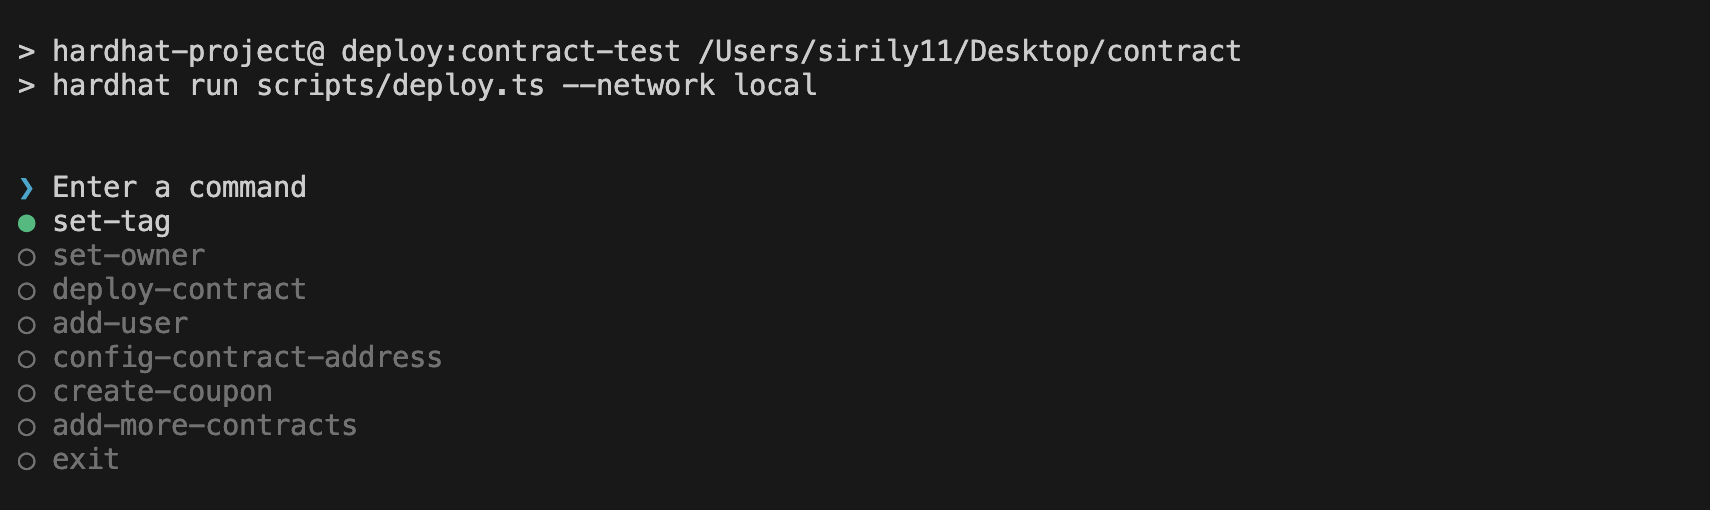 > hardhat-project@ deploy:contract-test /Users/sirily11/Desktop/contract
> hardhat run scripts/deploy.ts --network local
❯ Enter a command
● set-tag
○ set-owner
○ deploy-contract
○ add-user
○ config-contract-address
○ create-coupon
○ add-more-contracts
○ exit